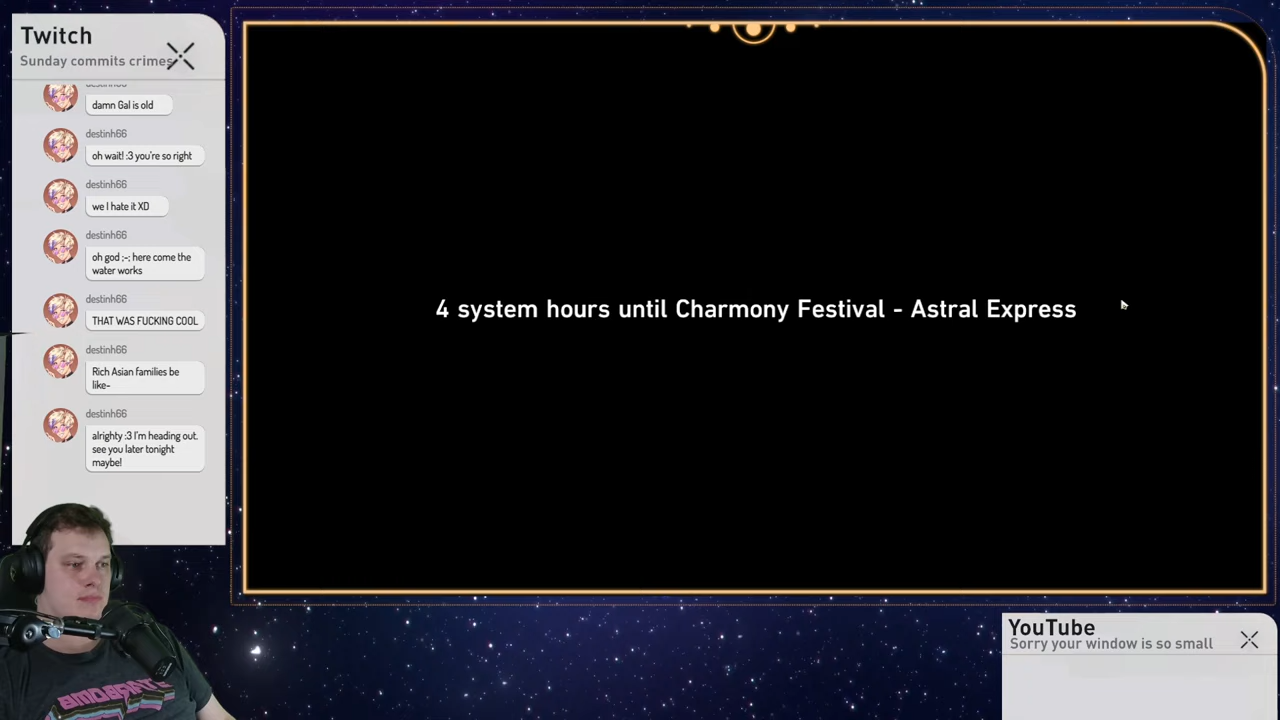 Twitch
Sunday commits crimes
destinh66
damn Gal is old
destinh66
oh wait! :3 you're so right
destinh66
we I hate it XD
destinh66
oh god ;-; here come the
water works
destinh66
THAT WAS FUCKING COOL
destinh66
Rich Asian families be
like-
destinh66
alrighty :3 I'm heading out.
see you later tonight
maybe!
4 system hours until Charmony Festival - Astral Express
YouTube
Sorry your window is so small